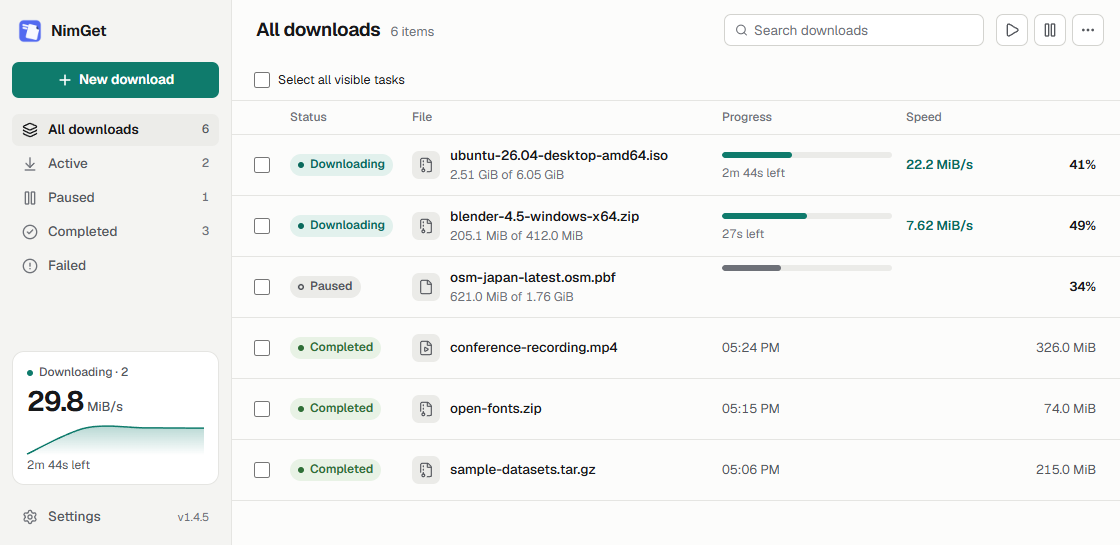 NimGet
New download
All downloads 6
Active 2
Paused 1
Completed 3
Failed
Downloading · 2
29.8 MiB/s
2m 44s left
Settings v1.4.5
All downloads 6 items
Search downloads
Select all visible tasks
Status File Progress Speed
Downloading ubuntu-26.04-desktop-amd64.iso 22.2 MiB/s 41%
2.51 GiB of 6.05 GiB 2m 44s left
Downloading blender-4.5-windows-x64.zip 7.62 MiB/s 49%
205.1 MiB of 412.0 MiB 27s left
Paused osm-japan-latest.osm.pbf 34%
621.0 MiB of 1.76 GiB
Completed conference-recording.mp4 05:24 PM 326.0 MiB
Completed open-fonts.zip 05:15 PM 74.0 MiB
Completed sample-datasets.tar.gz 05:06 PM 215.0 MiB